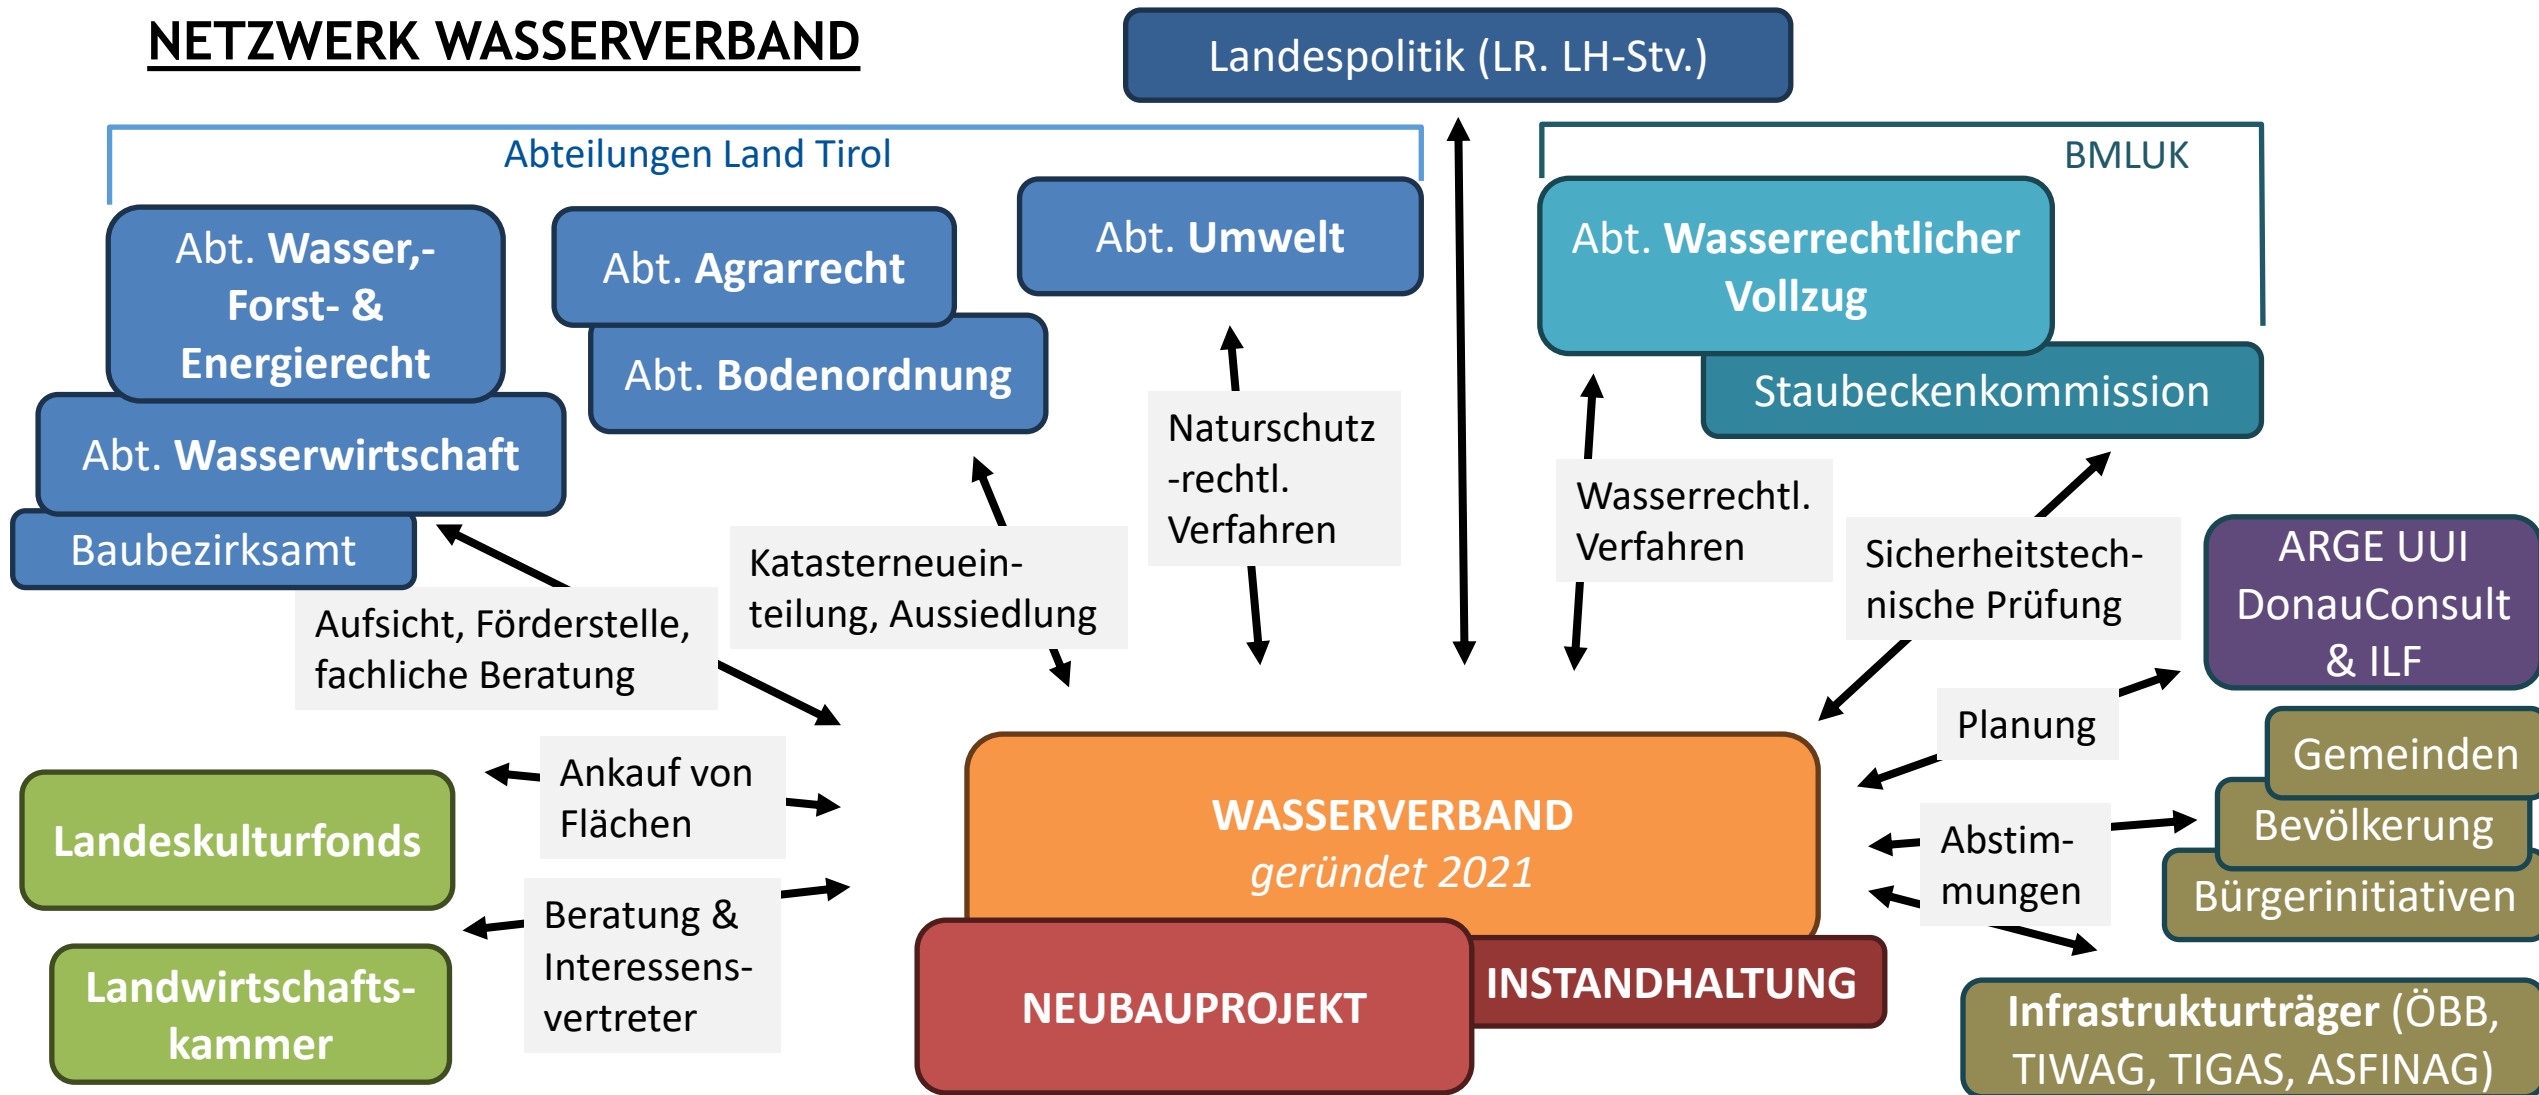 NETZWERK WASSERVERBAND
Landespolitik (LR. LH-Stv.)
Abteilungen Land Tirol
BMLUK
Abt. Wasser,-
Forst- &
Energierecht
Abt. Wasserwirtschaft
Baubezirksamt
Abt. Agrarrecht
Abt. Bodenordnung
Abt. Umwelt
Abt. Wasserrechtlicher
Vollzug
Staubeckenkommission
Aufsicht, Förderstelle,
fachliche Beratung
Katasterneuein-
teilung, Aussiedlung
Naturschutz
-rechtl.
Verfahren
Wasserrechtl.
Verfahren
Sicherheitstech-
nische Prüfung
ARGE UUI
DonauConsult
& ILF
Planung
Gemeinden
Bevölkerung
Bürgerinitiativen
Abstim-
mungen
Infrastrukturträger (ÖBB,
TIWAG, TIGAS, ASFINAG)
Landeskulturfonds
Ankauf von
Flächen
Landwirtschafts-
kammer
Beratung &
Interessens-
vertreter
WASSERVERBAND
geründet 2021
NEUBAUPROJEKT
INSTANDHALTUNG